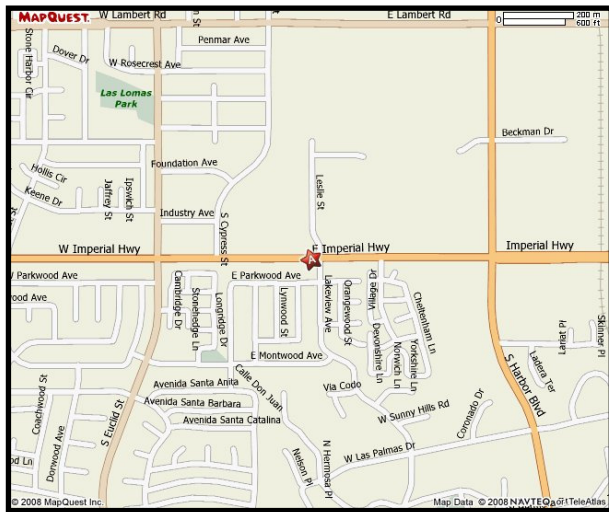 MAPQUEST.
W Lambert Rd
E Lambert Rd
0 200 m
600 ft
Stone Harbor Cir
Dover Dr
Penmar Ave
W Rosecrest Ave
Las Lomas
Park
Beckman Dr
Foundation Ave
Hollis Cir
Keene Dr
Jaffrey St
Ipswich St
Leslie St
Industry Ave
S Cypress St
W Imperial Hwy
A
E Imperial Hwy
Imperial Hwy
W Parkwood Ave
E Parkwood Ave
Cambridge Dr
Stonehedge Ln
Longridge Dr
Lynwood St
Lakeview Ave
Orangewood St
Village Dr
Devonshire Ln
Norwich Ln
Yorkshire Ln
Cheltenham Ln
Skinner Pl
Lariat Pl
Ladera Ter
E Montwood Ave
Coachwood St
Dorwood Ave
S Euclid St
Avenida Santa Anita
Avenida Santa Barbara
Avenida Santa Catalina
Calle Don Juan
Via Codo
W Sunny Hills Rd
Coronado Dr
S Harbor Blvd
W Las Palmas Dr
N Hermosa Pl
Nelson Pl
© 2008 MapQuest Inc.
Map Data © 2008 NAVTEQ or TeleAtlas